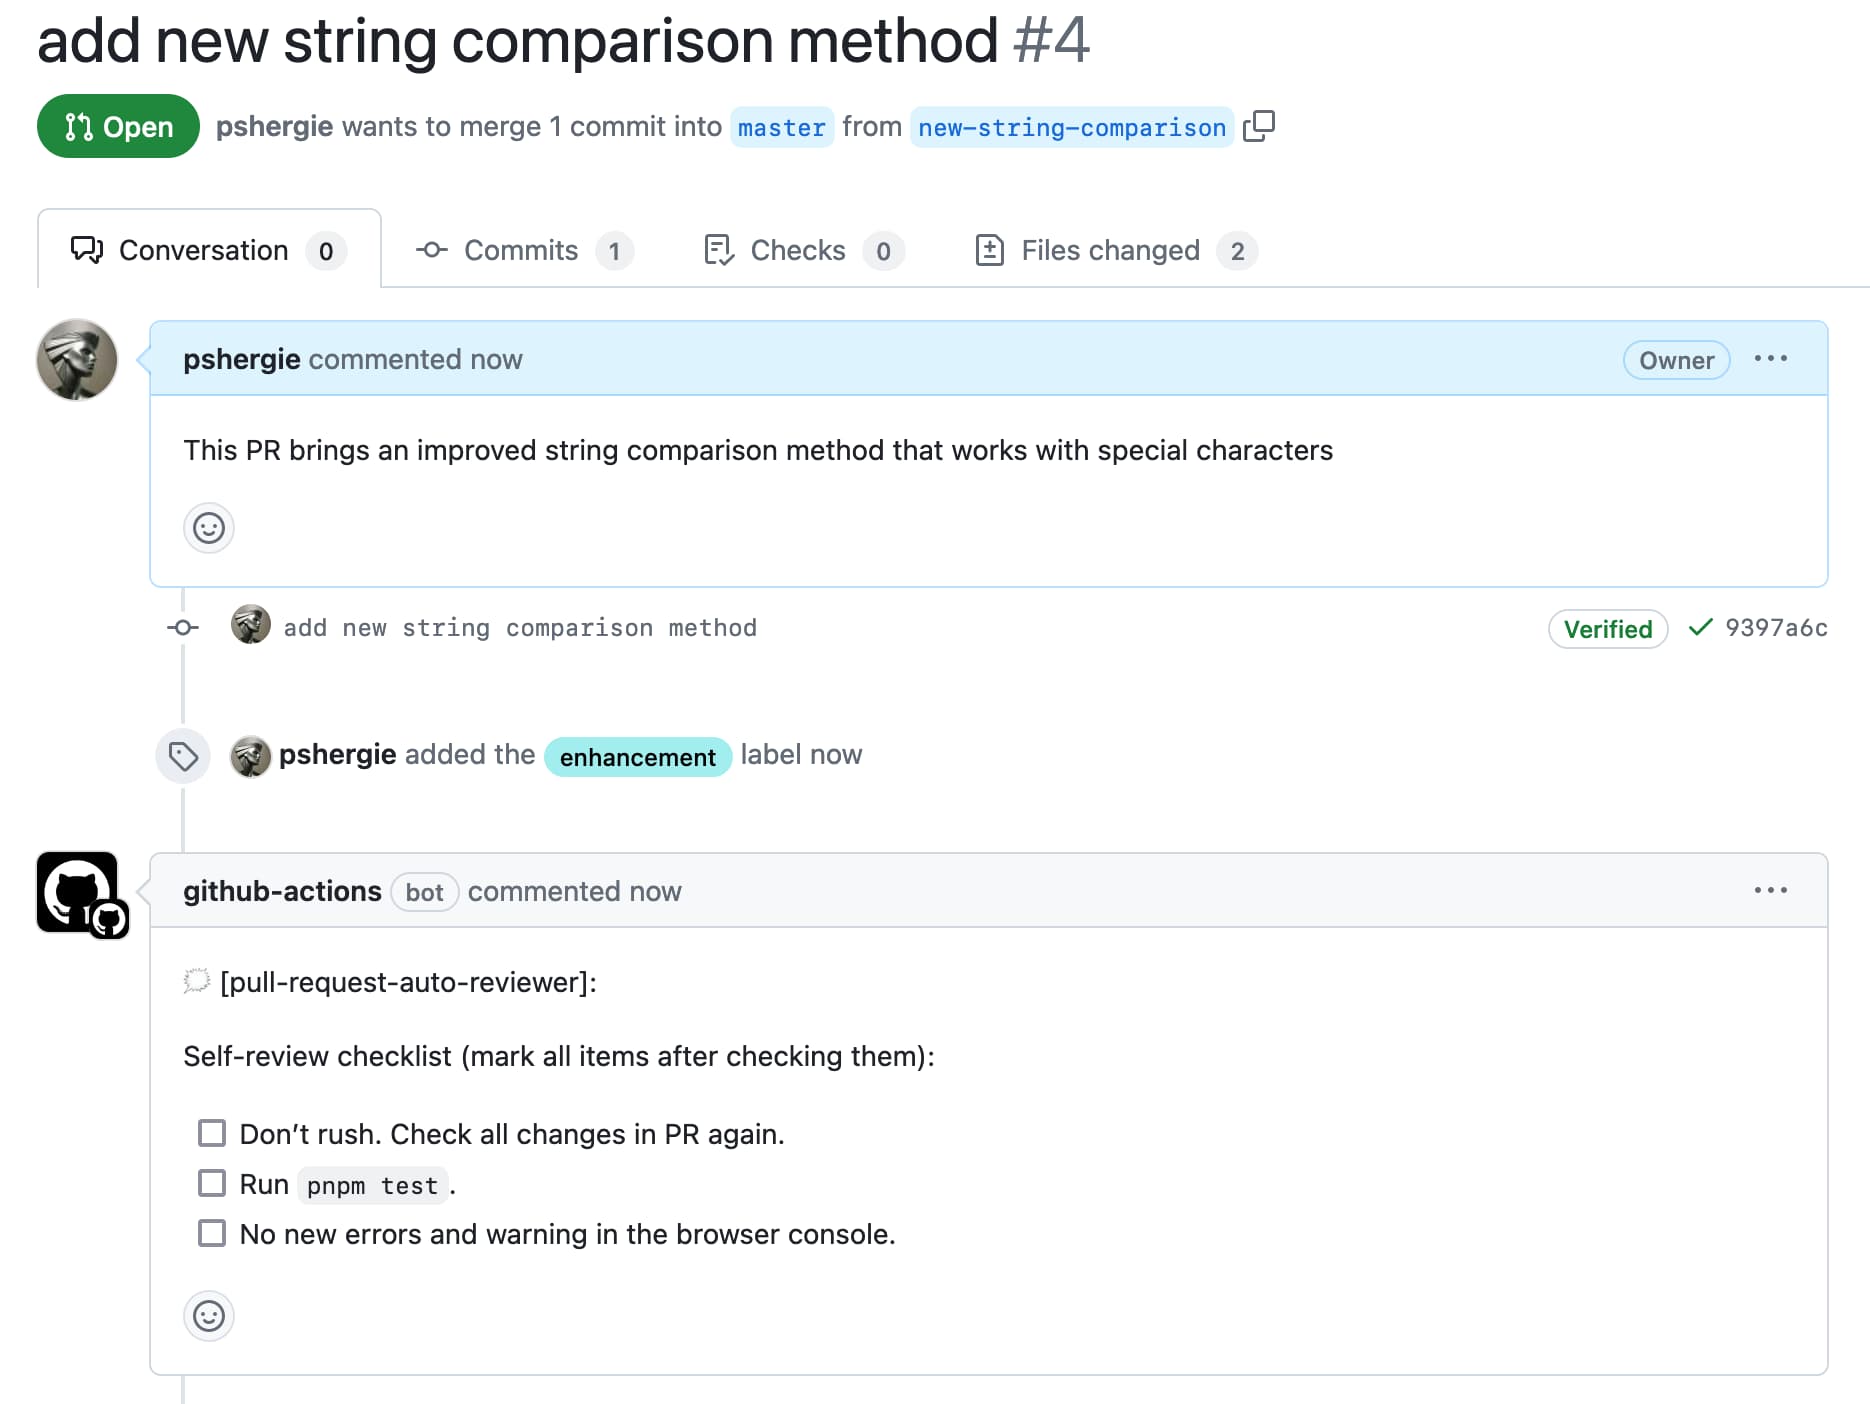 add new string comparison method #4
Open pshergie wants to merge 1 commit into master from new-string-comparison
Conversation 0 Commits 1 Checks 0 Files changed 2
pshergie commented now Owner
This PR brings an improved string comparison method that works with special characters
add new string comparison method Verified 9397a6c
pshergie added the enhancement label now
github-actions bot commented now
[pull-request-auto-reviewer]:
Self-review checklist (mark all items after checking them):
Don’t rush. Check all changes in PR again.
Run pnpm test.
No new errors and warning in the browser console.